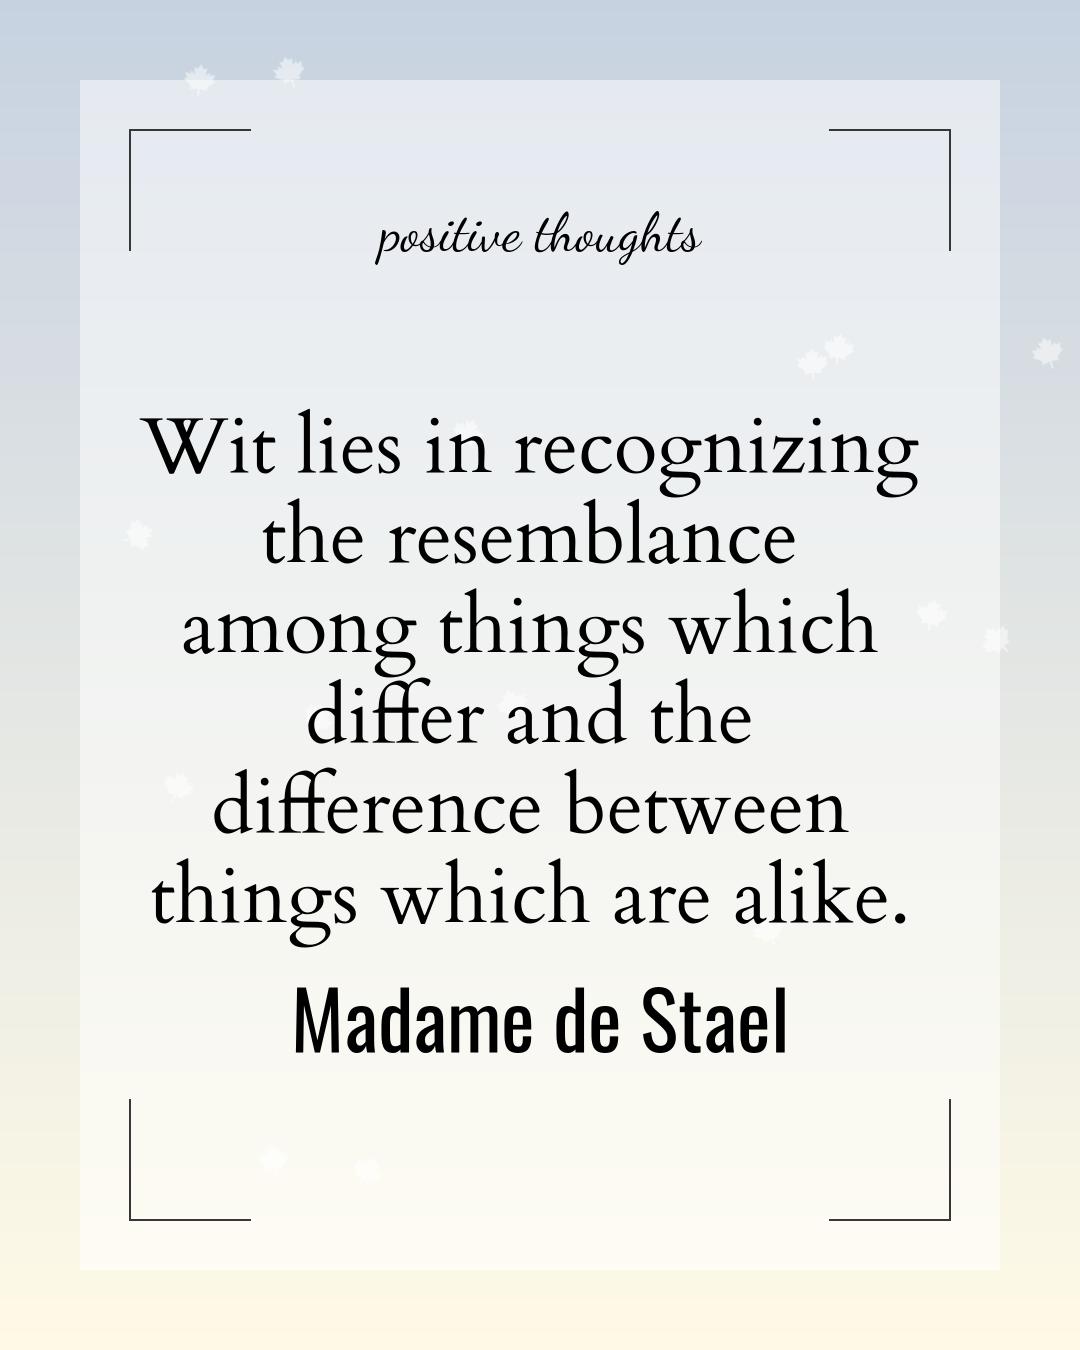 positive thoughts
Wit lies in recognizing
the resemblance
among things which
differ and the
difference between
things which are alike.
Madame de Stael